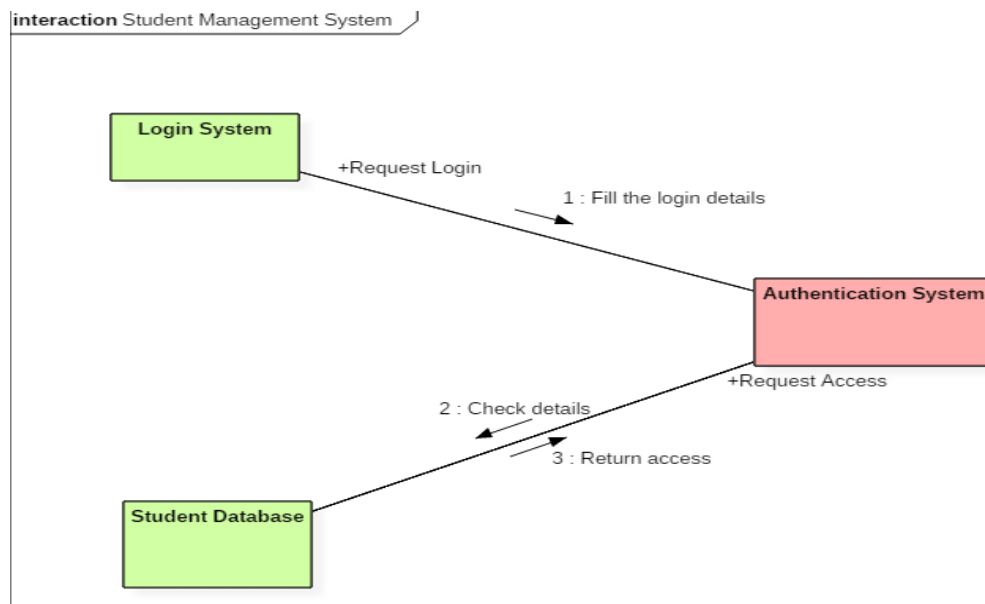 interaction Student Management System
Login System
+Request Login
1 : Fill the login details
Authentication System
+Request Access
2 : Check details
3 : Return access
Student Database